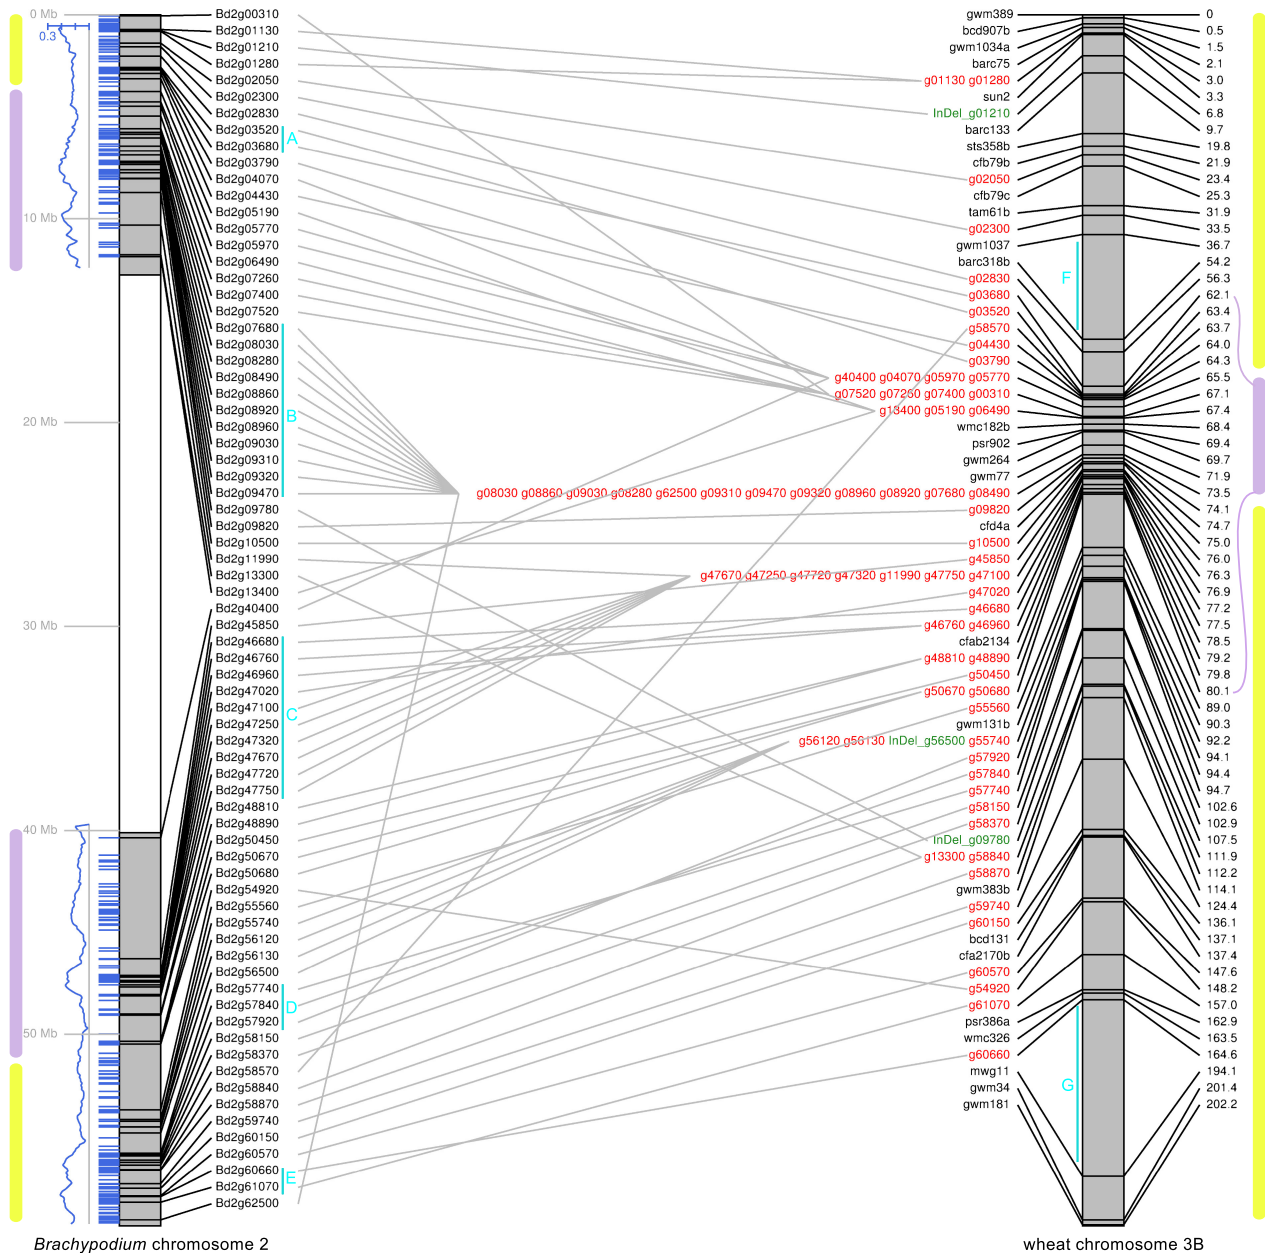 0 Mb
0.3
10 Mb
20 Mb
30 Mb
40 Mb
50 Mb
Bd2g00310
Bd2g01130
Bd2g01210
Bd2g01280
Bd2g02050
Bd2g02300
Bd2g02830
Bd2g03520
Bd2g03680
Bd2g03790
Bd2g04070
Bd2g04430
Bd2g05190
Bd2g05770
Bd2g05970
Bd2g06490
Bd2g07260
Bd2g07400
Bd2g07520
Bd2g07680
Bd2g08030
Bd2g08280
Bd2g08490
Bd2g08860
Bd2g08920
Bd2g08960
Bd2g09030
Bd2g09310
Bd2g09320
Bd2g09470
Bd2g09780
Bd2g09820
Bd2g10500
Bd2g11990
Bd2g13300
Bd2g13400
Bd2g40400
Bd2g45850
Bd2g46680
Bd2g46760
Bd2g46960
Bd2g47020
Bd2g47100
Bd2g47250
Bd2g47320
Bd2g47670
Bd2g47720
Bd2g47750
Bd2g48810
Bd2g48890
Bd2g50450
Bd2g50670
Bd2g50680
Bd2g54920
Bd2g55560
Bd2g55740
Bd2g56120
Bd2g56130
Bd2g56500
Bd2g57740
Bd2g57840
Bd2g57920
Bd2g58150
Bd2g58370
Bd2g58570
Bd2g58840
Bd2g58870
Bd2g59740
Bd2g60150
Bd2g60570
Bd2g60660
Bd2g61070
Bd2g62500
A
B
C
D
E
gwm389 0
bcd907b 0.5
gwm1034a 1.5
barc75 2.1
g01130 g01280 3.0
sun2 3.3
InDel_g01210 6.8
barc133 9.7
sts358b 19.8
cfb79b 21.9
g02050 23.4
cfb79c 25.3
tam61b 31.9
g02300 33.5
gwm1037 36.7
barc318b 54.2
g02830 56.3
g03680 62.1
g03520 63.4
g58570 63.7
g04430 64.0
g03790 64.3
g40400 g04070 g05970 g05770 65.5
g07520 g07260 g07400 g00310 67.1
g13400 g05190 g06490 67.4
wmc182b 68.4
psr902 69.4
gwm264 69.7
gwm77 71.9
g08030 g08860 g09030 g08280 g62500 g09310 g09470 g09320 g08960 g08920 g07680 g08490 73.5
g09820 74.1
cfd4a 74.7
g10500 75.0
g45850 76.0
g47670 g47250 g47720 g47320 g11990 g47750 g47100 76.3
g47020 76.9
g46680 77.2
g46760 g46960 77.5
cfab2134 78.5
g48810 g48890 79.2
g50450 79.8
g50670 g50680 80.1
g55560 89.0
gwm131b 90.3
g56120 g56130 InDel_g56500 g55740 92.2
g57920 94.1
g57840 94.4
g57740 94.7
g58150 102.6
g58370 102.9
InDel_g09780 107.5
g13300 g58840 111.9
g58870 112.2
gwm383b 114.1
g59740 124.4
g60150 136.1
bcd131 137.1
cfa2170b 137.4
g60570 147.6
g54920 148.2
g61070 157.0
psr386a 162.9
wmc326 163.5
g60660 164.6
mwg11 194.1
gwm34 201.4
gwm181 202.2
F
G
Brachypodium chromosome 2
wheat chromosome 3B